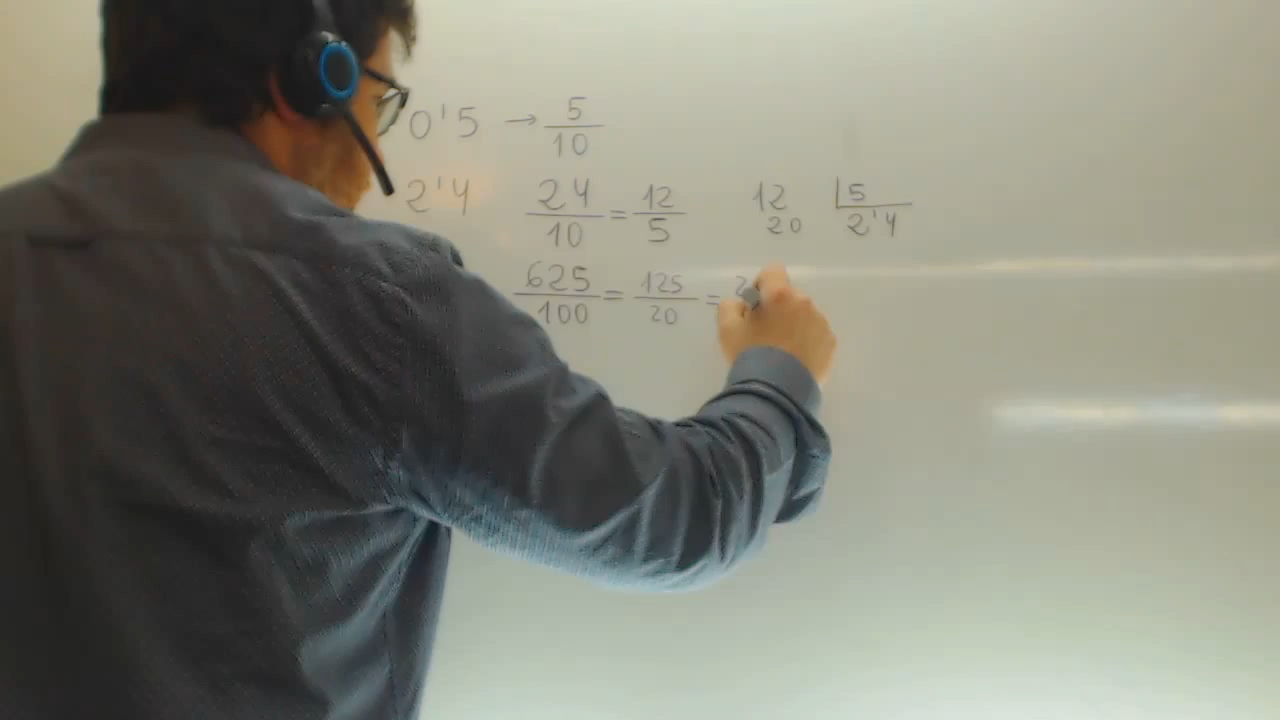 0'5 → 5/10
2'4 24/10 = 12/5 12 |5
20 2'4
625/100 = 125/20 = 2